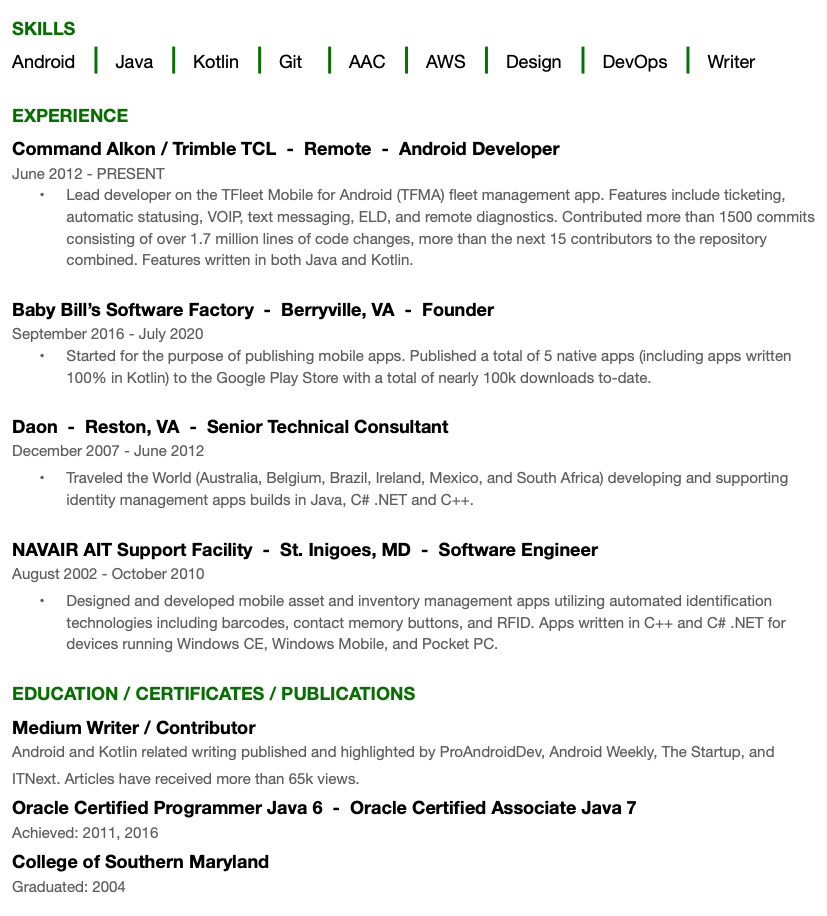 SKILLS
Android | Java | Kotlin | Git | AAC | AWS | Design | DevOps | Writer
EXPERIENCE
Command Alkon / Trimble TCL - Remote - Android Developer
June 2012 - PRESENT
• Lead developer on the TFleet Mobile for Android (TFMA) fleet management app. Features include ticketing,
automatic statusing, VOIP, text messaging, ELD, and remote diagnostics. Contributed more than 1500 commits
consisting of over 1.7 million lines of code changes, more than the next 15 contributors to the repository
combined. Features written in both Java and Kotlin.
Baby Bill’s Software Factory - Berryville, VA - Founder
September 2016 - July 2020
• Started for the purpose of publishing mobile apps. Published a total of 5 native apps (including apps written
100% in Kotlin) to the Google Play Store with a total of nearly 100k downloads to-date.
Daon - Reston, VA - Senior Technical Consultant
December 2007 - June 2012
• Traveled the World (Australia, Belgium, Brazil, Ireland, Mexico, and South Africa) developing and supporting
identity management apps builds in Java, C# .NET and C++.
NAVAIR AIT Support Facility - St. Inigoes, MD - Software Engineer
August 2002 - October 2010
• Designed and developed mobile asset and inventory management apps utilizing automated identification
technologies including barcodes, contact memory buttons, and RFID. Apps written in C++ and C# .NET for
devices running Windows CE, Windows Mobile, and Pocket PC.
EDUCATION / CERTIFICATES / PUBLICATIONS
Medium Writer / Contributor
Android and Kotlin related writing published and highlighted by ProAndroidDev, Android Weekly, The Startup, and
ITNext. Articles have received more than 65k views.
Oracle Certified Programmer Java 6 - Oracle Certified Associate Java 7
Achieved: 2011, 2016
College of Southern Maryland
Graduated: 2004